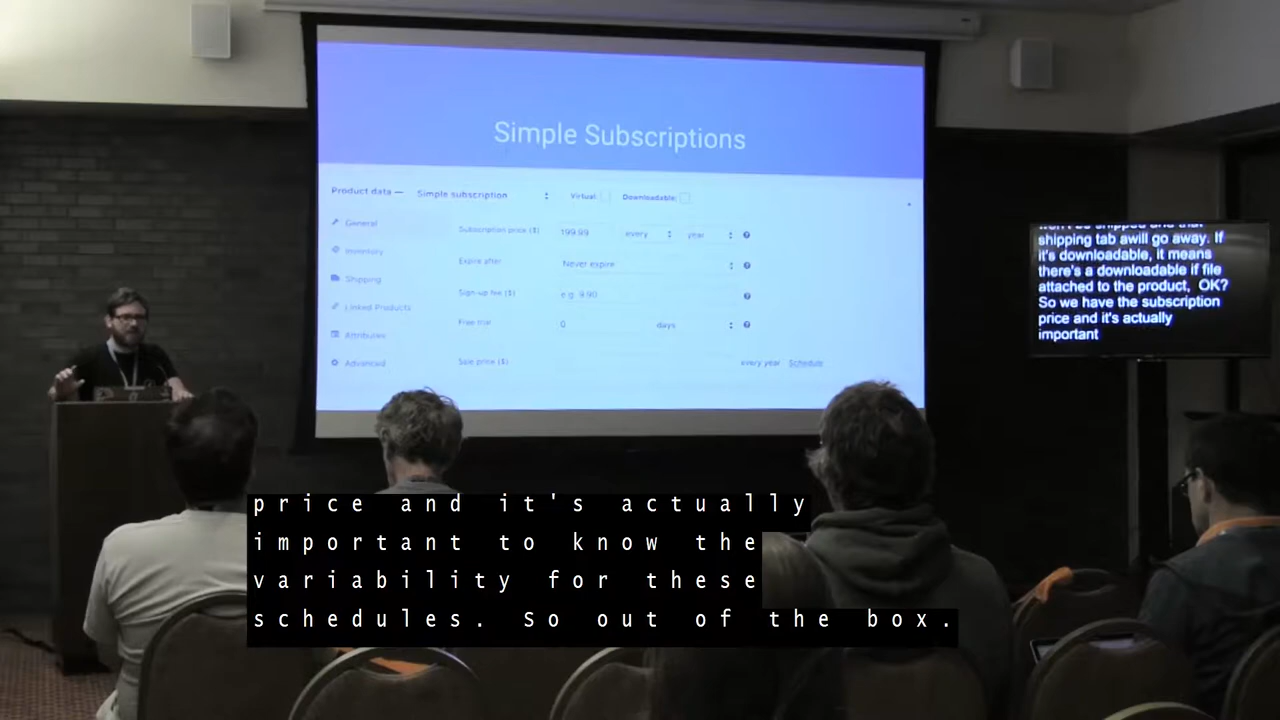 Simple Subscriptions
Product data — Simple subscription Virtual: Downloadable:
General
Inventory
Shipping
Linked Products
Attributes
Advanced
Subscription price ($) 199.99 every year
Expire after Never expire
Sign-up fee ($) e.g. 9.90
Free trial 0 days
Sale price ($) every year Schedule
shipping tab awill go away. If
it's downloadable, it means
there's a downloadable if file
attached to the product, OK?
So we have the subscription
price and it's actually
important
price and it's actually
important to know the
variability for these
schedules. So out of the box.